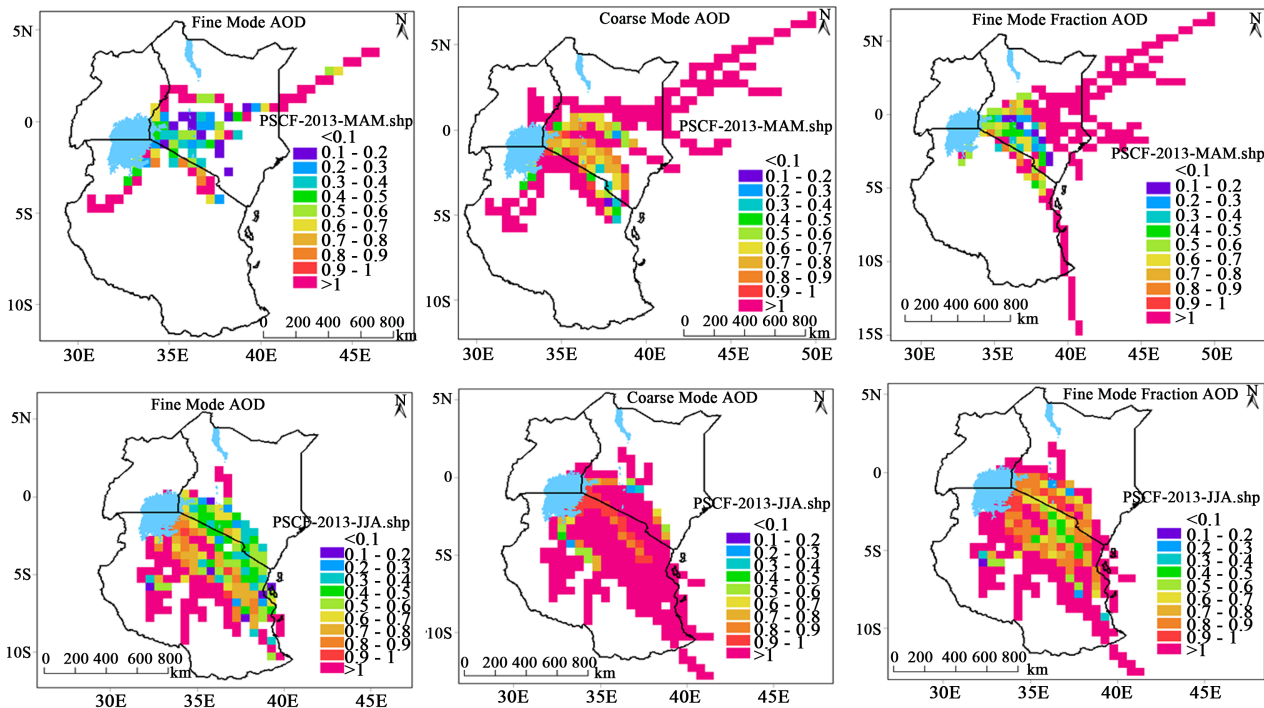 Fine Mode AOD
N
5N
0
5S
10S
PSCF-2013-MAM.shp
<0.1
0.1 - 0.2
0.2 - 0.3
0.3 - 0.4
0.4 - 0.5
0.5 - 0.6
0.6 - 0.7
0.7 - 0.8
0.8 - 0.9
0.9 - 1
>1
0 200 400 600 800
km
30E 35E 40E 45E
Coarse Mode AOD
N
5N
0
5S
10S
PSCF-2013-MAM.shp
<0.1
0.1 - 0.2
0.2 - 0.3
0.3 - 0.4
0.4 - 0.5
0.5 - 0.6
0.6 - 0.7
0.7 - 0.8
0.8 - 0.9
0.9 - 1
>1
0 200 400 600 800
km
30E 35E 40E 45E 50E
Fine Mode Fraction AOD
N
5N
0
5S
10S
15S
PSCF-2013-MAM.shp
<0.1
0.1 - 0.2
0.2 - 0.3
0.3 - 0.4
0.4 - 0.5
0.5 - 0.6
0.6 - 0.7
0.7 - 0.8
0.8 - 0.9
0.9 - 1
>1
0 200 400 600 800
km
30E 35E 40E 45E 50E
Fine Mode AOD
N
5N
0
5S
10S
PSCF-2013-JJA.shp
<0.1
0.1 - 0.2
0.2 - 0.3
0.3 - 0.4
0.4 - 0.5
0.5 - 0.6
0.6 - 0.7
0.7 - 0.8
0.8 - 0.9
0.9 - 1
>1
0 200 400 600 800
km
30E 35E 40E 45E
Coarse Mode AOD
N
5N
0
5S
10S
PSCF-2013-JJA.shp
<0.1
0.1 - 0.2
0.2 - 0.3
0.3 - 0.4
0.4 - 0.5
0.5 - 0.6
0.6 - 0.7
0.7 - 0.8
0.8 - 0.9
0.9 - 1
>1
0 200 400 600 800
km
30E 35E 40E 45E
Fine Mode Fraction AOD
N
5N
0
5S
10S
PSCF-2013-JJA.shp
<0.1
0.1 - 0.2
0.2 - 0.3
0.3 - 0.4
0.4 - 0.5
0.5 - 0.6
0.6 - 0.7
0.7 - 0.8
0.8 - 0.9
0.9 - 1
>1
0 200 400 600 800
km
30E 35E 40E 45E